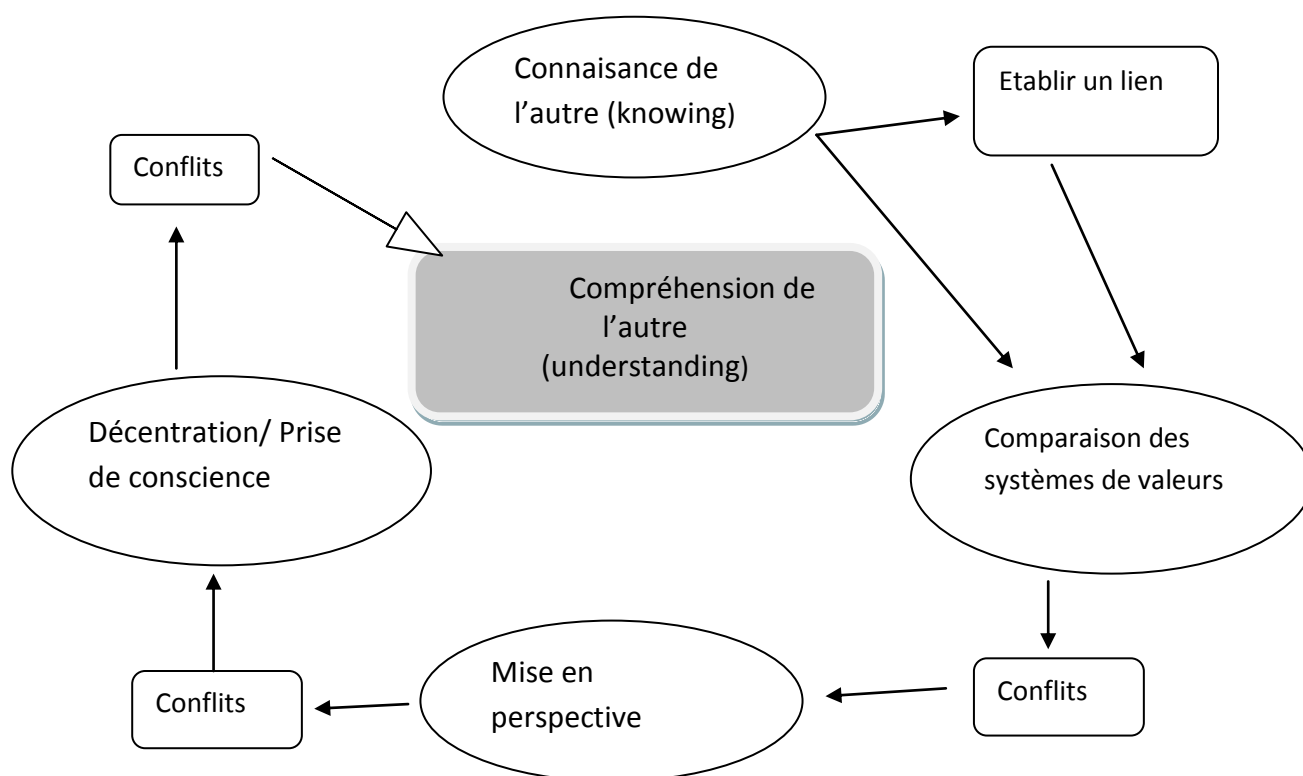 Connaisance de
l’autre (knowing)
Etablir un lien
Conflits
Compréhension de
l’autre
(understanding)
Décentration/ Prise
de conscience
Comparaison des
systèmes de valeurs
Conflits
Mise en
perspective
Conflits